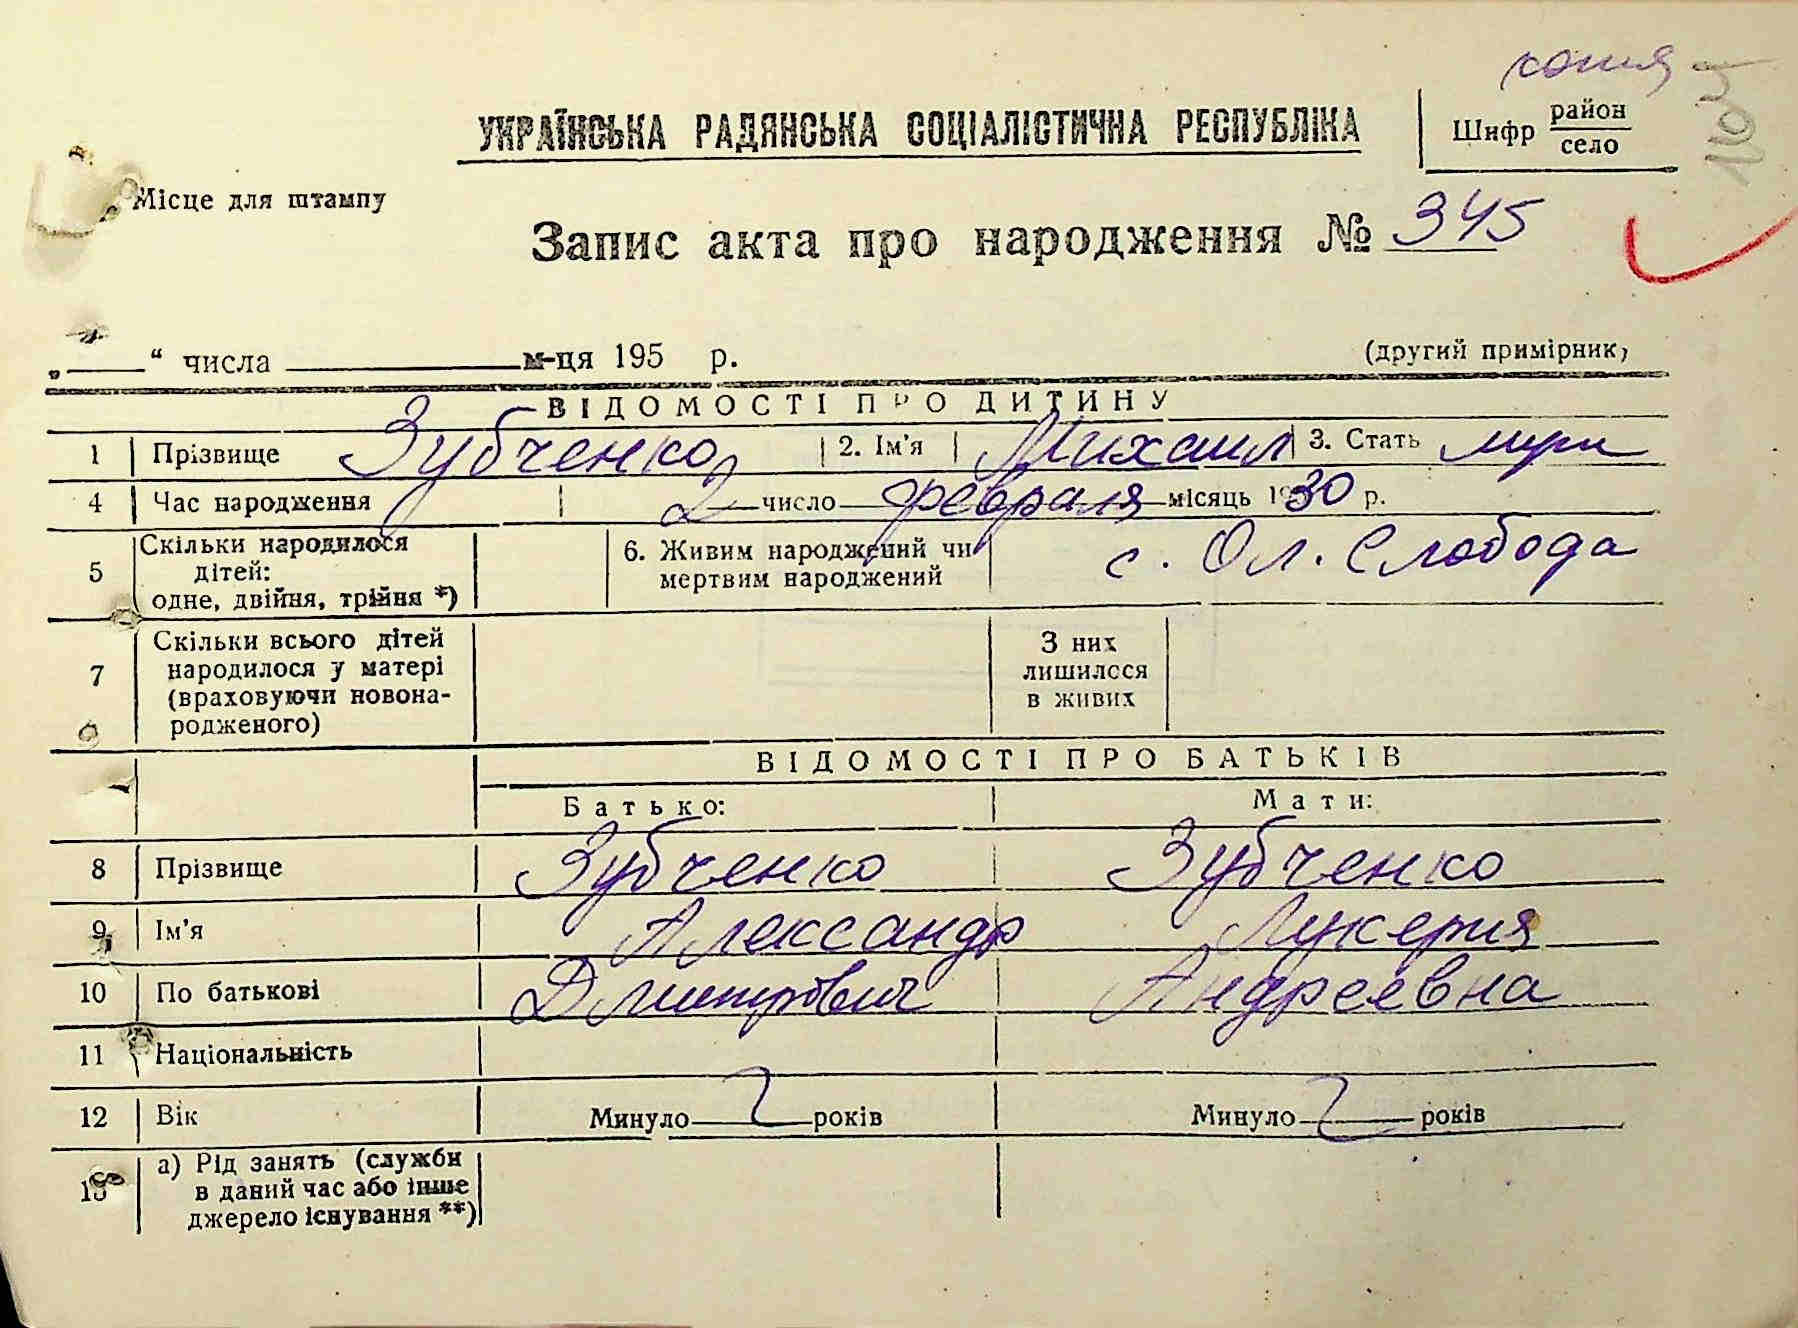 копия
УКРАЇНСЬКА РАДЯНСЬКА СОЦІАЛІСТИЧНА РЕСПУБЛІКА
Шифр район
село
Місце для штампу
Запис акта про народження № 345
„ “ числа м-ця 195 р. (другий примірник)
ВІДОМОСТІ ПРО ДИТИНУ
1 Прізвище Зубченко 2. Ім’я Михаил 3. Стать муж
4 Час народження 2 число февраля місяць 1930 р.
5 Скільки народилося дітей: одне, двійня, трійня *) 6. Живим народжений чи мертвим народжений с. Ол. Слобода
7 Скільки всього дітей народилося у матері (враховуючи новонародженого) З них лишилося в живих
ВІДОМОСТІ ПРО БАТЬКІВ
Батько: Мати:
8 Прізвище Зубченко Зубченко
9 Ім’я Александр Лукерия
10 По батькові Дмитрович Андреевна
11 Національність
12 Вік Минуло років Минуло років
13 а) Рід занять (служби в даний час або інше джерело існування **)